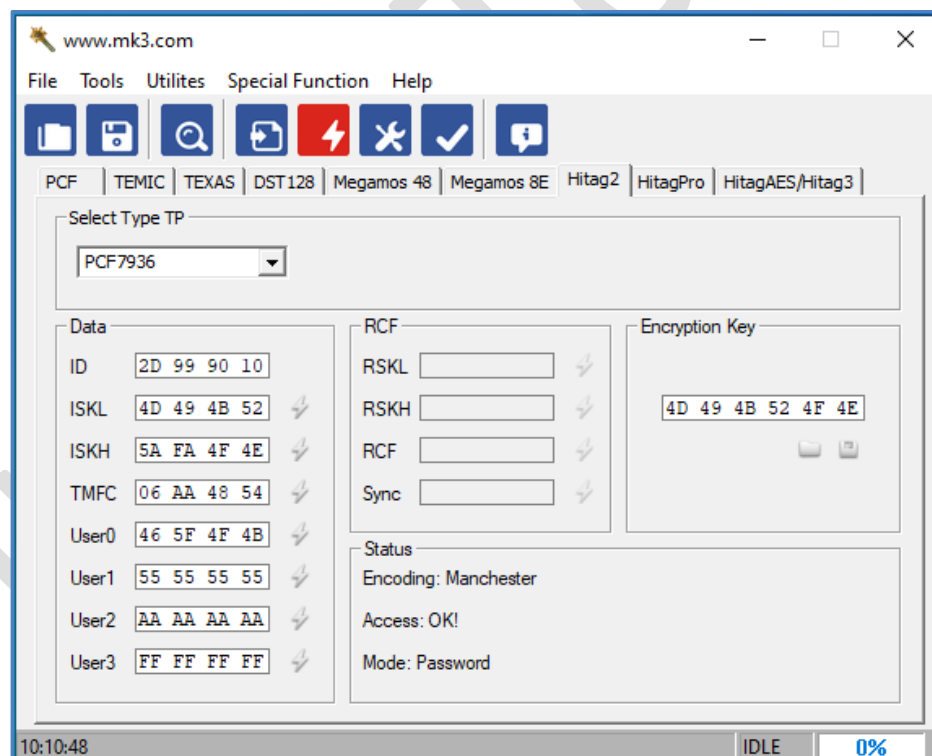 www.mk3.com
File Tools Utilites Special Function Help
PCF TEMIC TEXAS DST128 Megamos 48 Megamos 8E Hitag2 HitagPro HitagAES/Hitag3
Select Type TP
PCF7936
Data
ID 2D 99 90 10
ISKL 4D 49 4B 52
ISKH 5A FA 4F 4E
TMFC 06 AA 48 54
User0 46 5F 4F 4B
User1 55 55 55 55
User2 AA AA AA AA
User3 FF FF FF FF
RCF
RSKL
RSKH
RCF
Sync
Encryption Key
4D 49 4B 52 4F 4E
Status
Encoding: Manchester
Access: OK!
Mode: Password
10:10:48 IDLE 0%